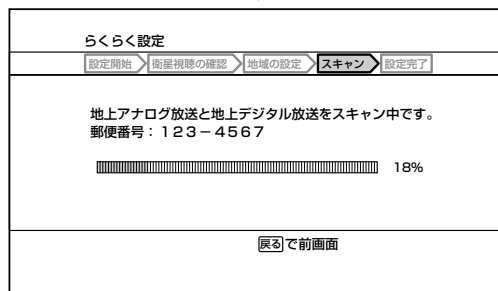 らくらく設定
設定開始 衛星視聴の確認 地域の設定 スキャン 設定完了
地上アナログ放送と地上デジタル放送をスキャン中です。
郵便番号：１２３－４５６７
18%
戻るで前画面